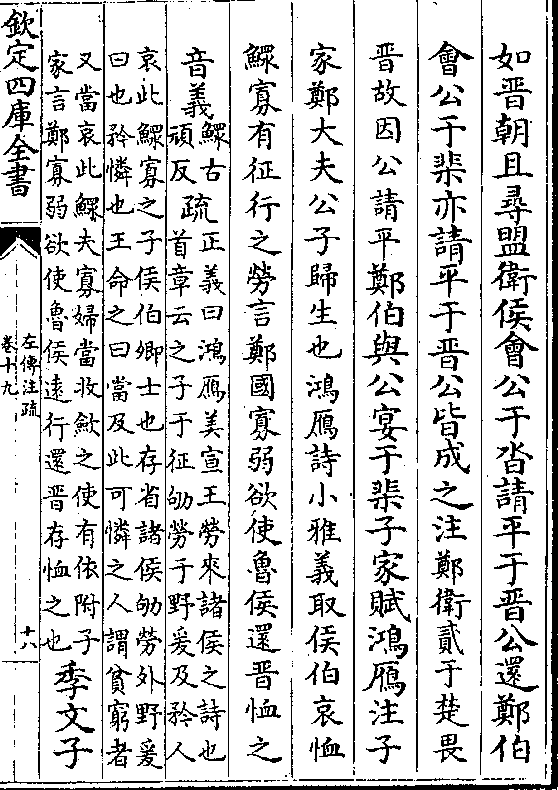 如晉朝且尋盟衛侯會公于沓請平于晉公還鄭伯
會公于棐亦請平于晉公皆成之注鄭衛貳于楚畏
晉故因公請平鄭伯與公宴于棐子家賦鴻鴈注子
家鄭大夫公子歸生也鴻鴈詩小雅義取侯伯哀恤
鰥寡有征行之勞言鄭國寡弱欲使魯侯還晉恤之
音義鰥古
頑反疏正義曰鴻鴈美宣王勞來諸侯之詩也
首章云之子于征劬勞于野爰及矜人
哀此鰥寡之子侯伯卿士也存省諸侯劬勞外野爰
曰也矜憐也王命之曰當及此可憐之人謂貧窮者
又當哀此鰥夫寡婦當收斂之使有依附子
家言鄭寡弱欲使魯侯遠行還晉存恤之也季文子
欽定四庫全書
左傳注疏
卷十九
十六